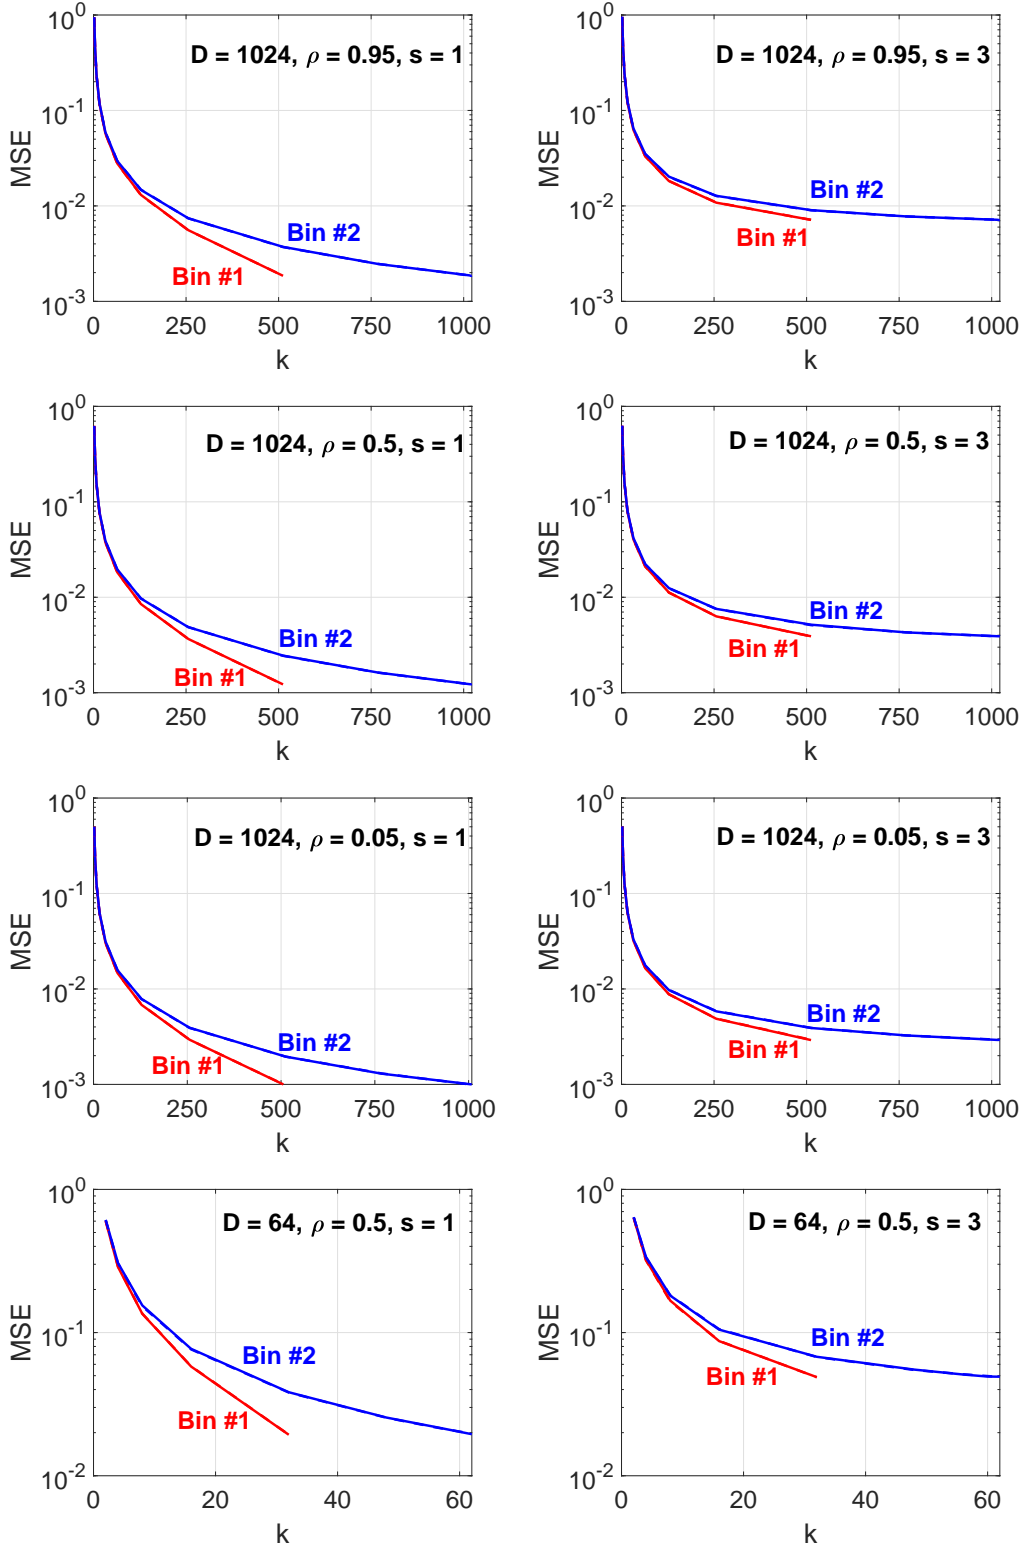 D = 1024, ρ = 0.95, s = 1
10^0
10^-1
10^-2
10^-3
MSE
Bin #2
Bin #1
0 250 500 750 1000
k
D = 1024, ρ = 0.95, s = 3
10^0
10^-1
10^-2
10^-3
MSE
Bin #2
Bin #1
0 250 500 750 1000
k
D = 1024, ρ = 0.5, s = 1
10^0
10^-1
10^-2
10^-3
MSE
Bin #2
Bin #1
0 250 500 750 1000
k
D = 1024, ρ = 0.5, s = 3
10^0
10^-1
10^-2
10^-3
MSE
Bin #2
Bin #1
0 250 500 750 1000
k
D = 1024, ρ = 0.05, s = 1
10^0
10^-1
10^-2
10^-3
MSE
Bin #2
Bin #1
0 250 500 750 1000
k
D = 1024, ρ = 0.05, s = 3
10^0
10^-1
10^-2
10^-3
MSE
Bin #2
Bin #1
0 250 500 750 1000
k
D = 64, ρ = 0.5, s = 1
10^0
10^-1
10^-2
MSE
Bin #2
Bin #1
0 20 40 60
k
D = 64, ρ = 0.5, s = 3
10^0
10^-1
10^-2
MSE
Bin #2
Bin #1
0 20 40 60
k